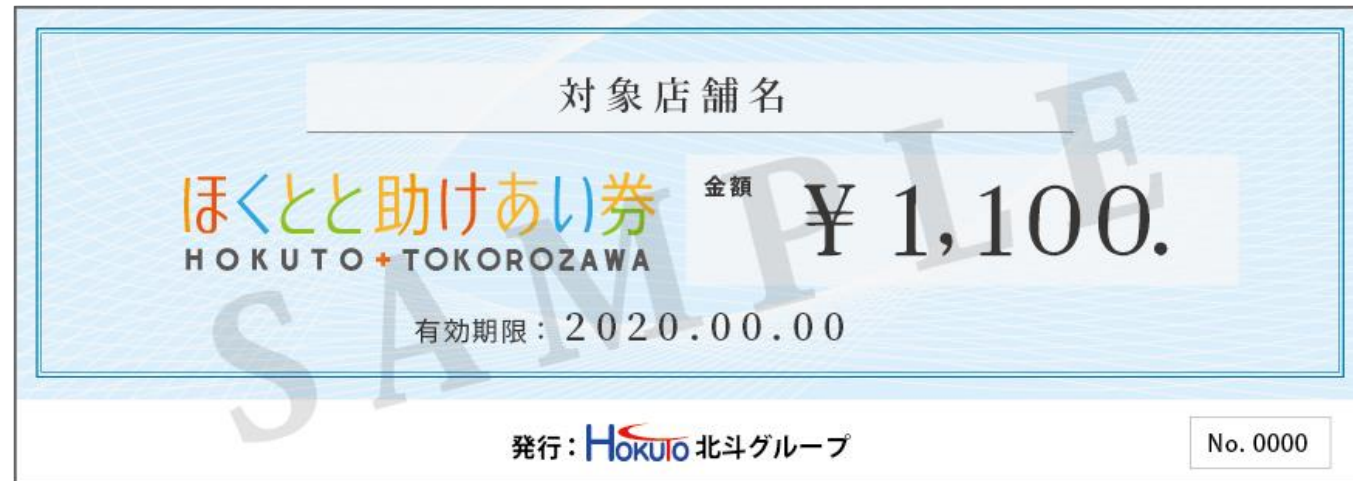 対象店舗名
ほくとと助けあい券
HOKUTO+TOKOROZAWA
金額 ¥1,100.
有効期限：2020.00.00
SAMPLE
発行：HOKUTO 北斗グループ
No. 0000